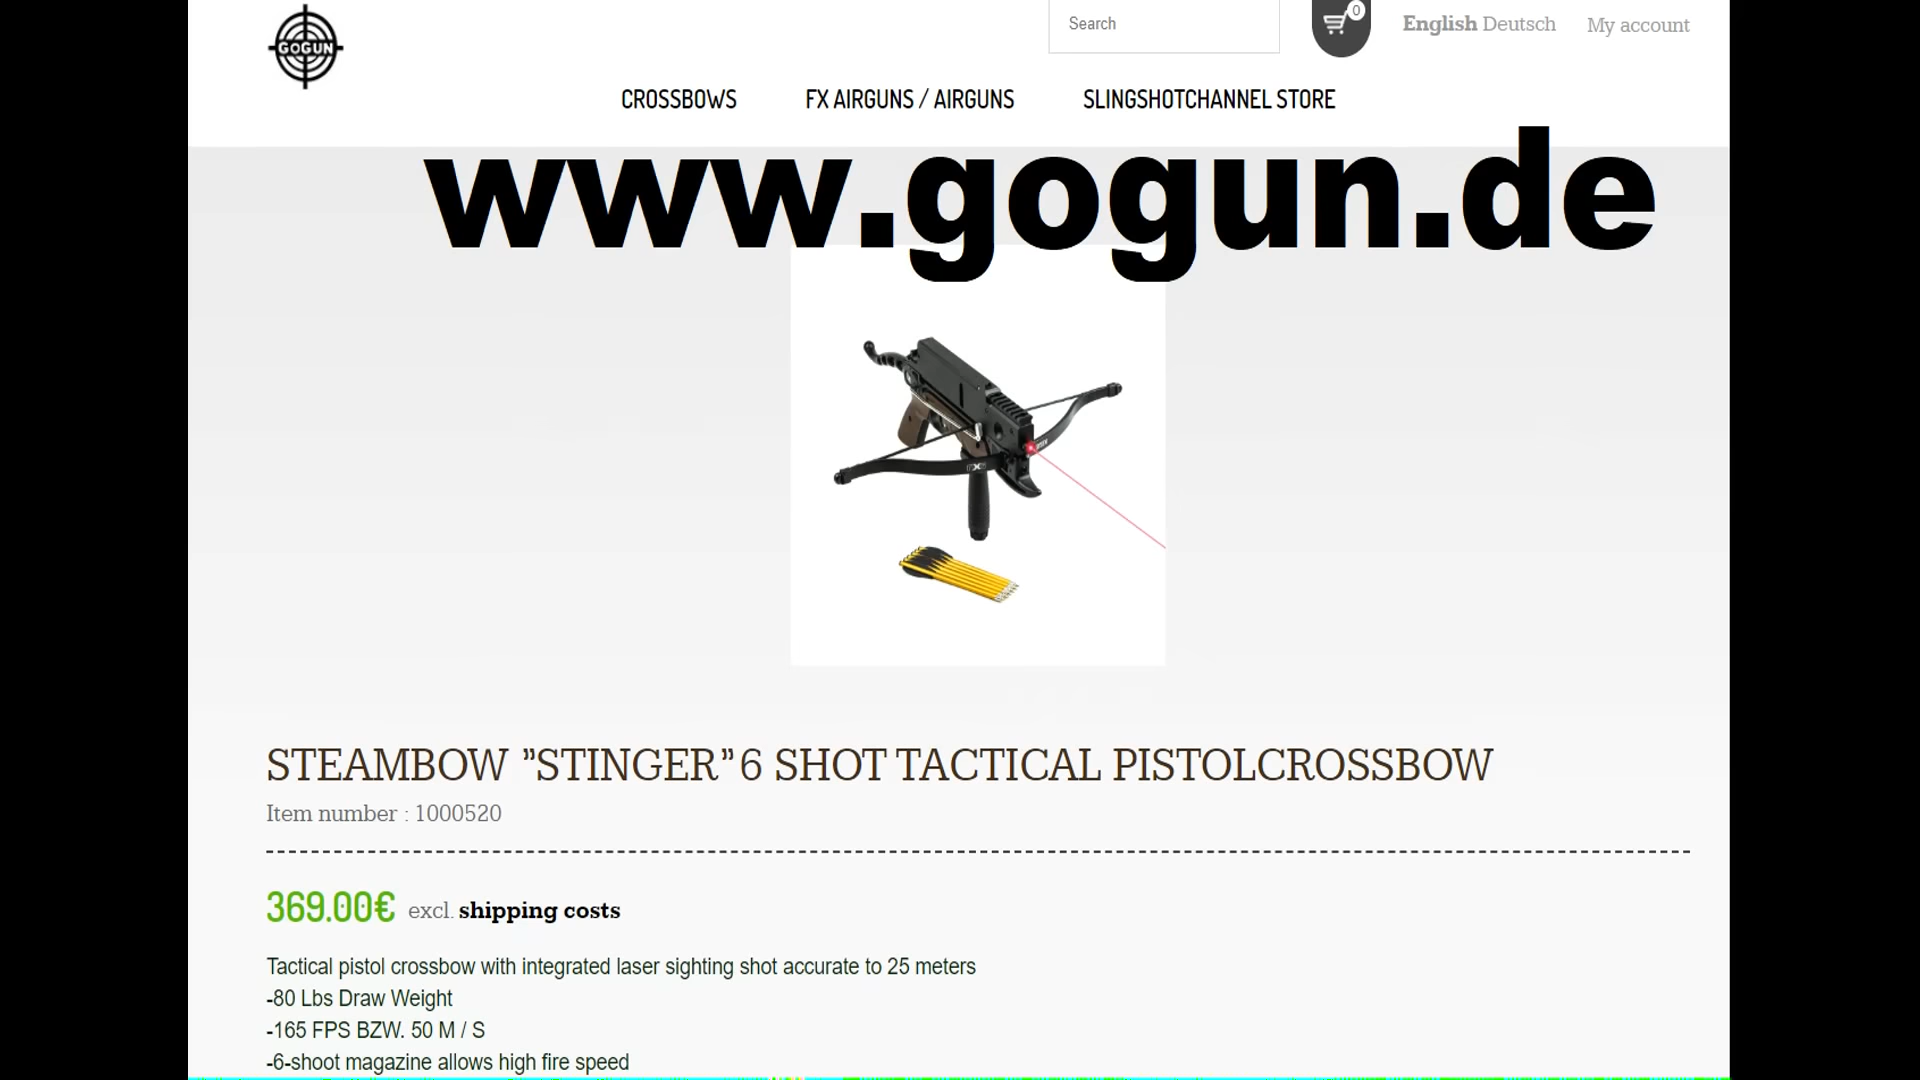 GOGUN
Search
0
English Deutsch
My account
CROSSBOWS
FX AIRGUNS / AIRGUNS
SLINGSHOTCHANNEL STORE
www.gogun.de
STEAMBOW ”STINGER” 6 SHOT TACTICAL PISTOLCROSSBOW
Item number : 1000520
369.00€ excl. shipping costs
Tactical pistol crossbow with integrated laser sighting shot accurate to 25 meters
-80 Lbs Draw Weight
-165 FPS BZW. 50 M / S
-6-shoot magazine allows high fire speed